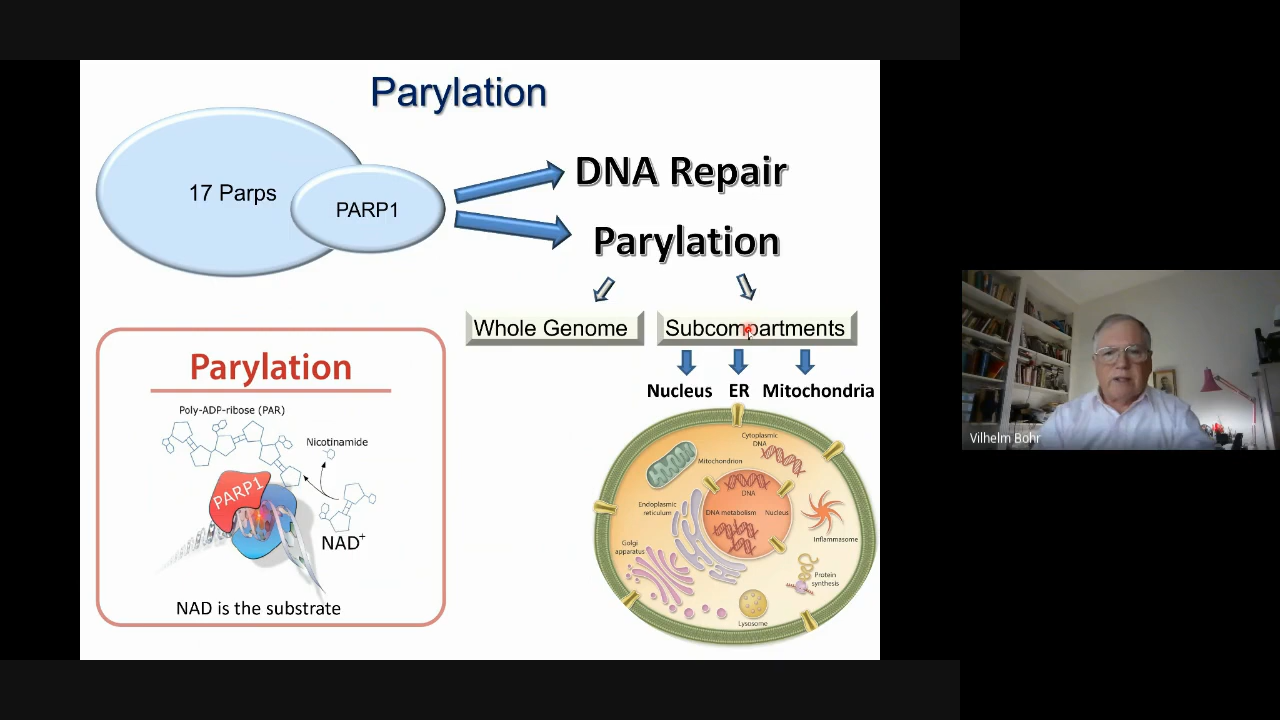 Parylation
17 Parps
PARP1
DNA Repair
Parylation
Whole Genome
Subcompartments
Nucleus
ER
Mitochondria
Parylation
Poly-ADP-ribose (PAR)
Nicotinamide
PARP1
NAD+
NAD is the substrate
Cytoplasmic
DNA
Mitochondrion
DNA
Endoplasmic
reticulum
DNA metabolism
Nucleus
Golgi
apparatus
Inflammasome
Protein
synthesis
Lysosome
Vilhelm Bohr